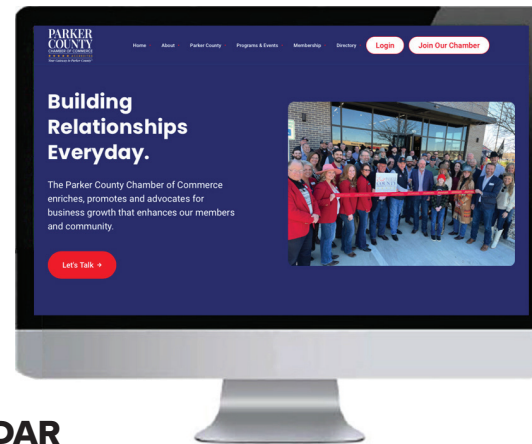 PARKER
COUNTY
CHAMBER OF COMMERCE
Home About Parker County Programs & Events Membership Directory Login Join Our Chamber
Building
Relationships
Everyday.
The Parker County Chamber of Commerce
enriches, promotes and advocates for
business growth that enhances our members
and community.
Let's Talk →
DAR